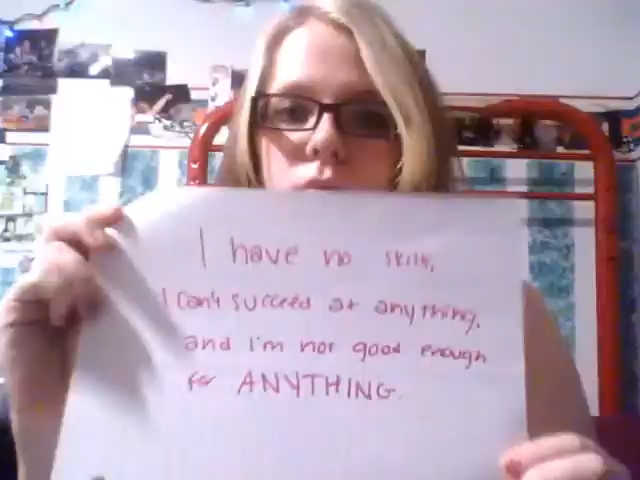 I have no skills,
I can't succeed at anything,
and I'm not good enough
for ANYTHING.